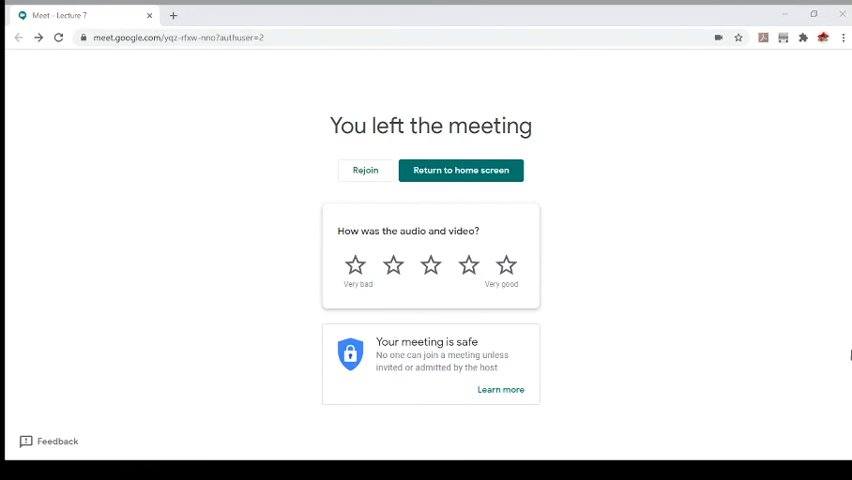 Meet - Lecture 7
meet.google.com/yqz-rfxw-nno?authuser=2
You left the meeting
Rejoin
Return to home screen
How was the audio and video?
Very bad
Very good
Your meeting is safe
No one can join a meeting unless
invited or admitted by the host
Learn more
Feedback